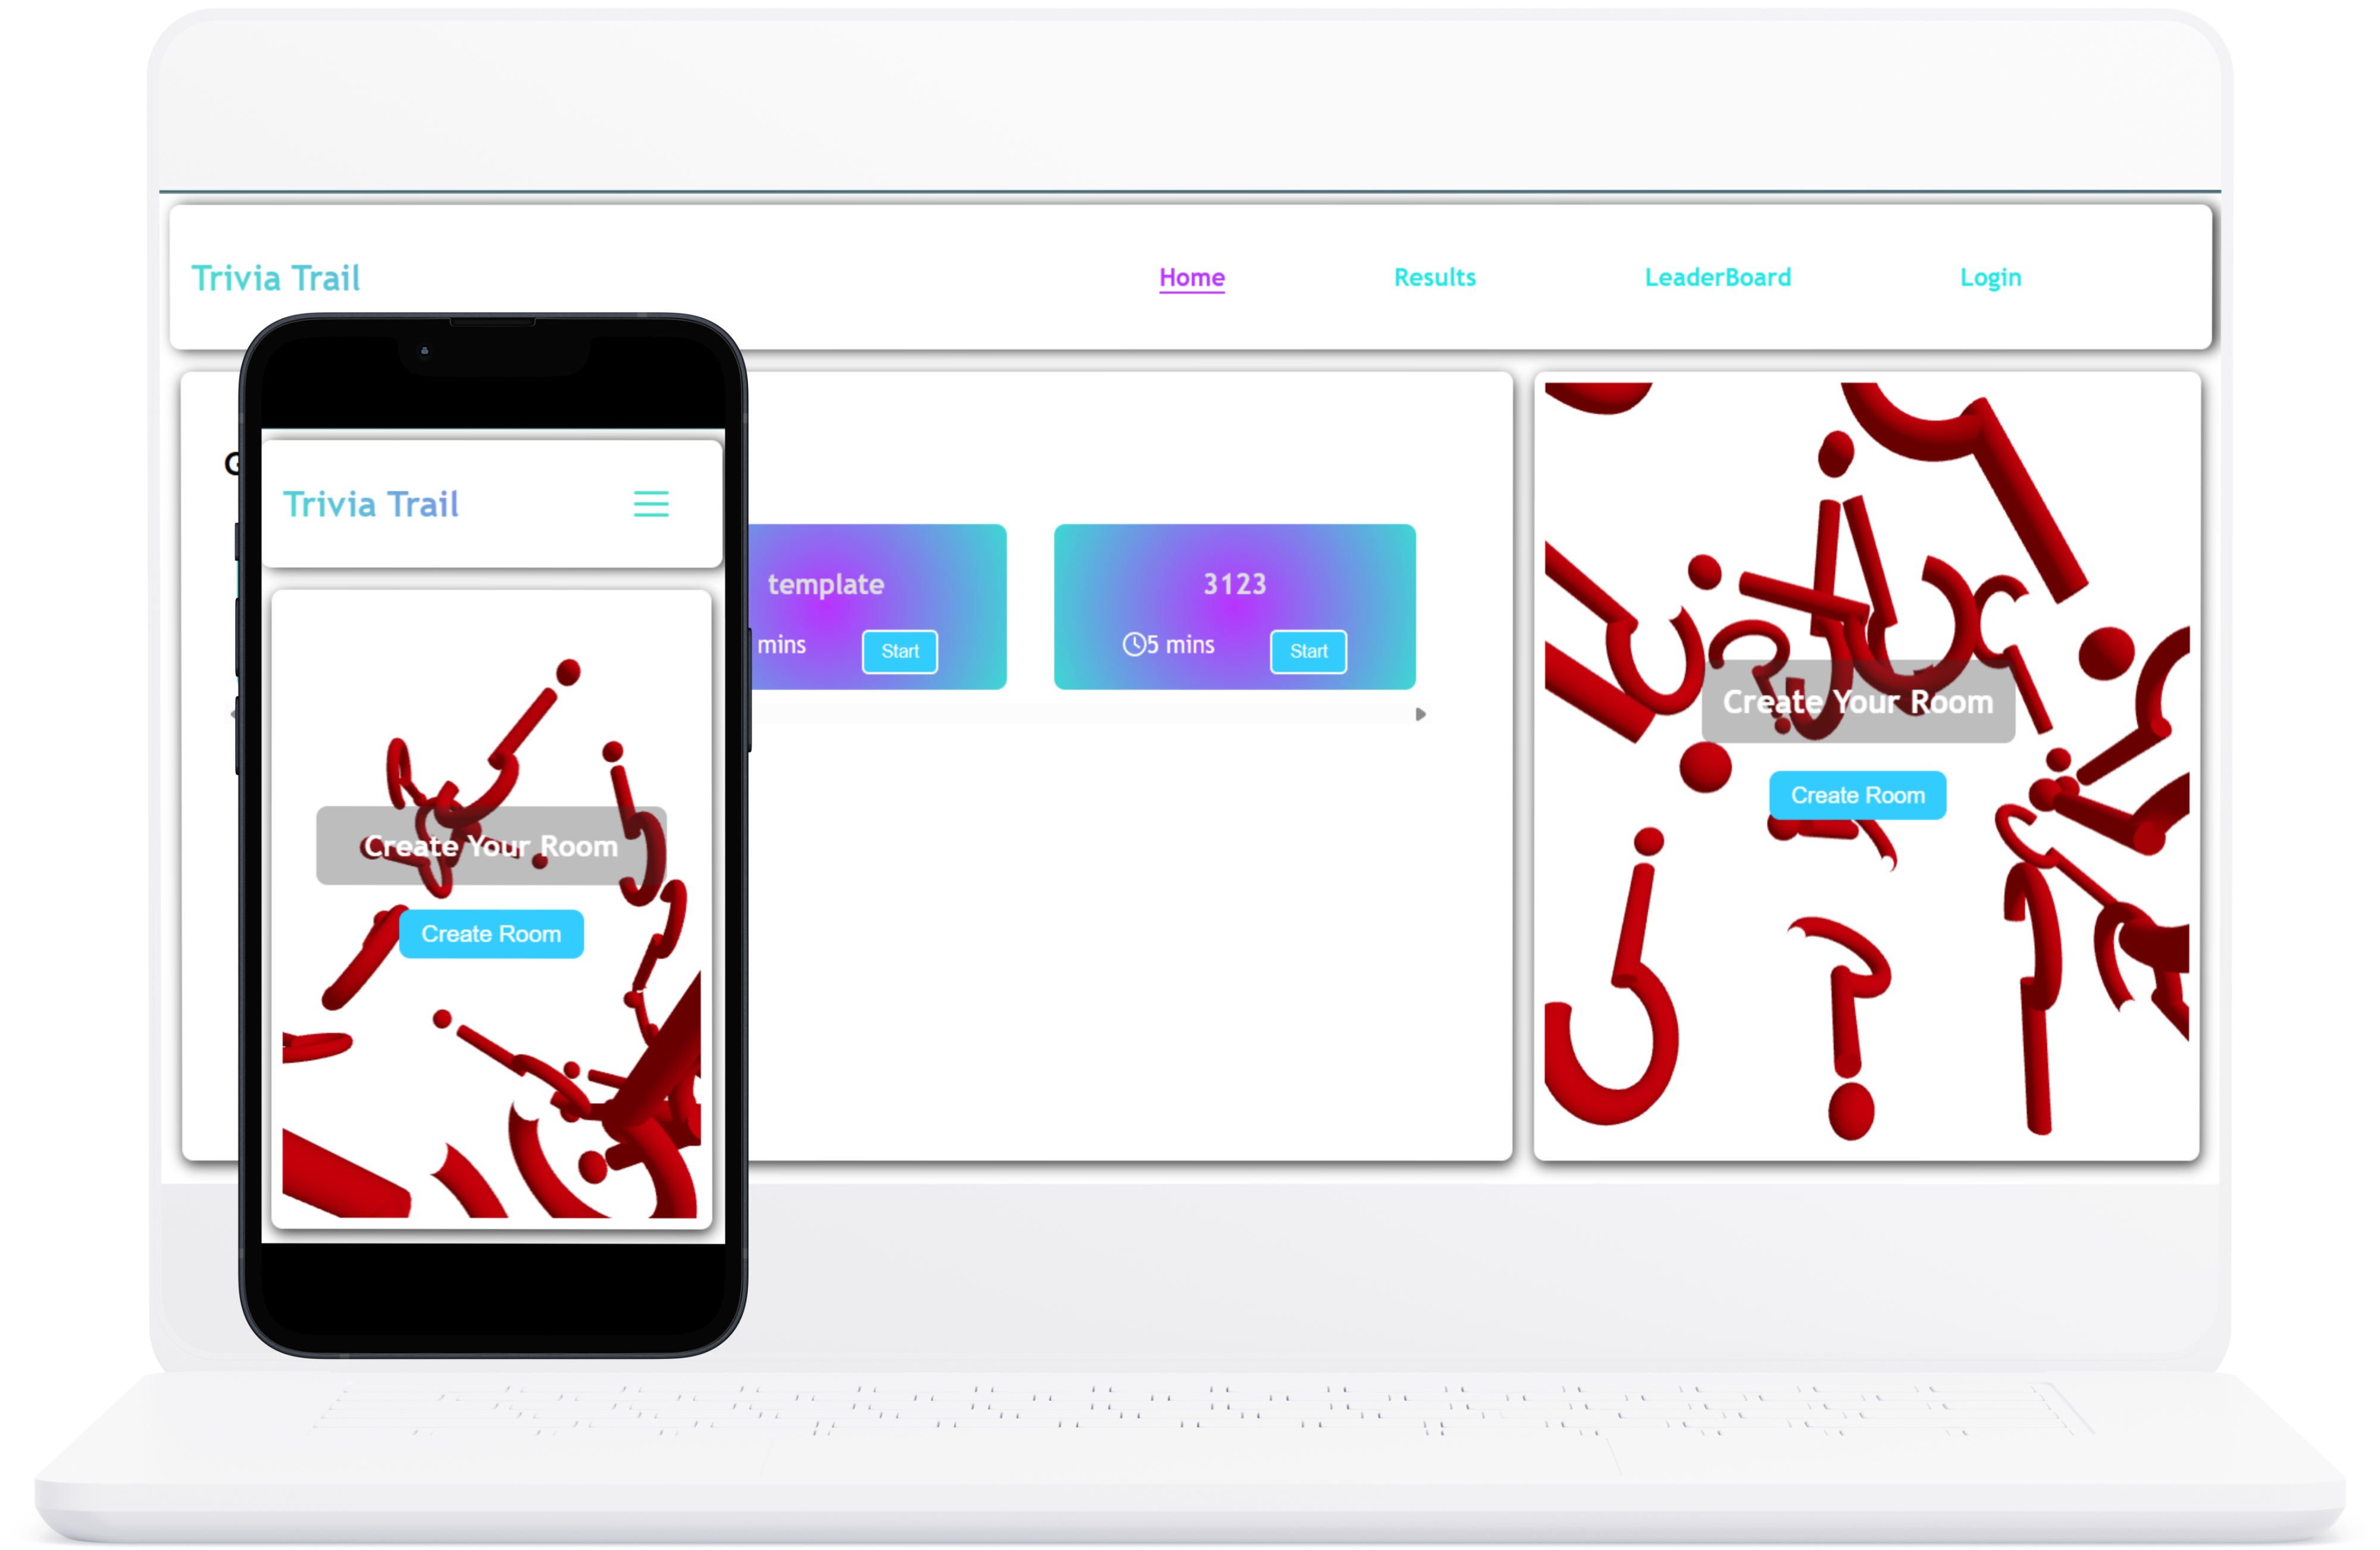 Trivia Trail
Home Results LeaderBoard Login
template
mins
Start
3123
5 mins
Start
Create Your Room
Create Room
Trivia Trail
Create Your Room
Create Room